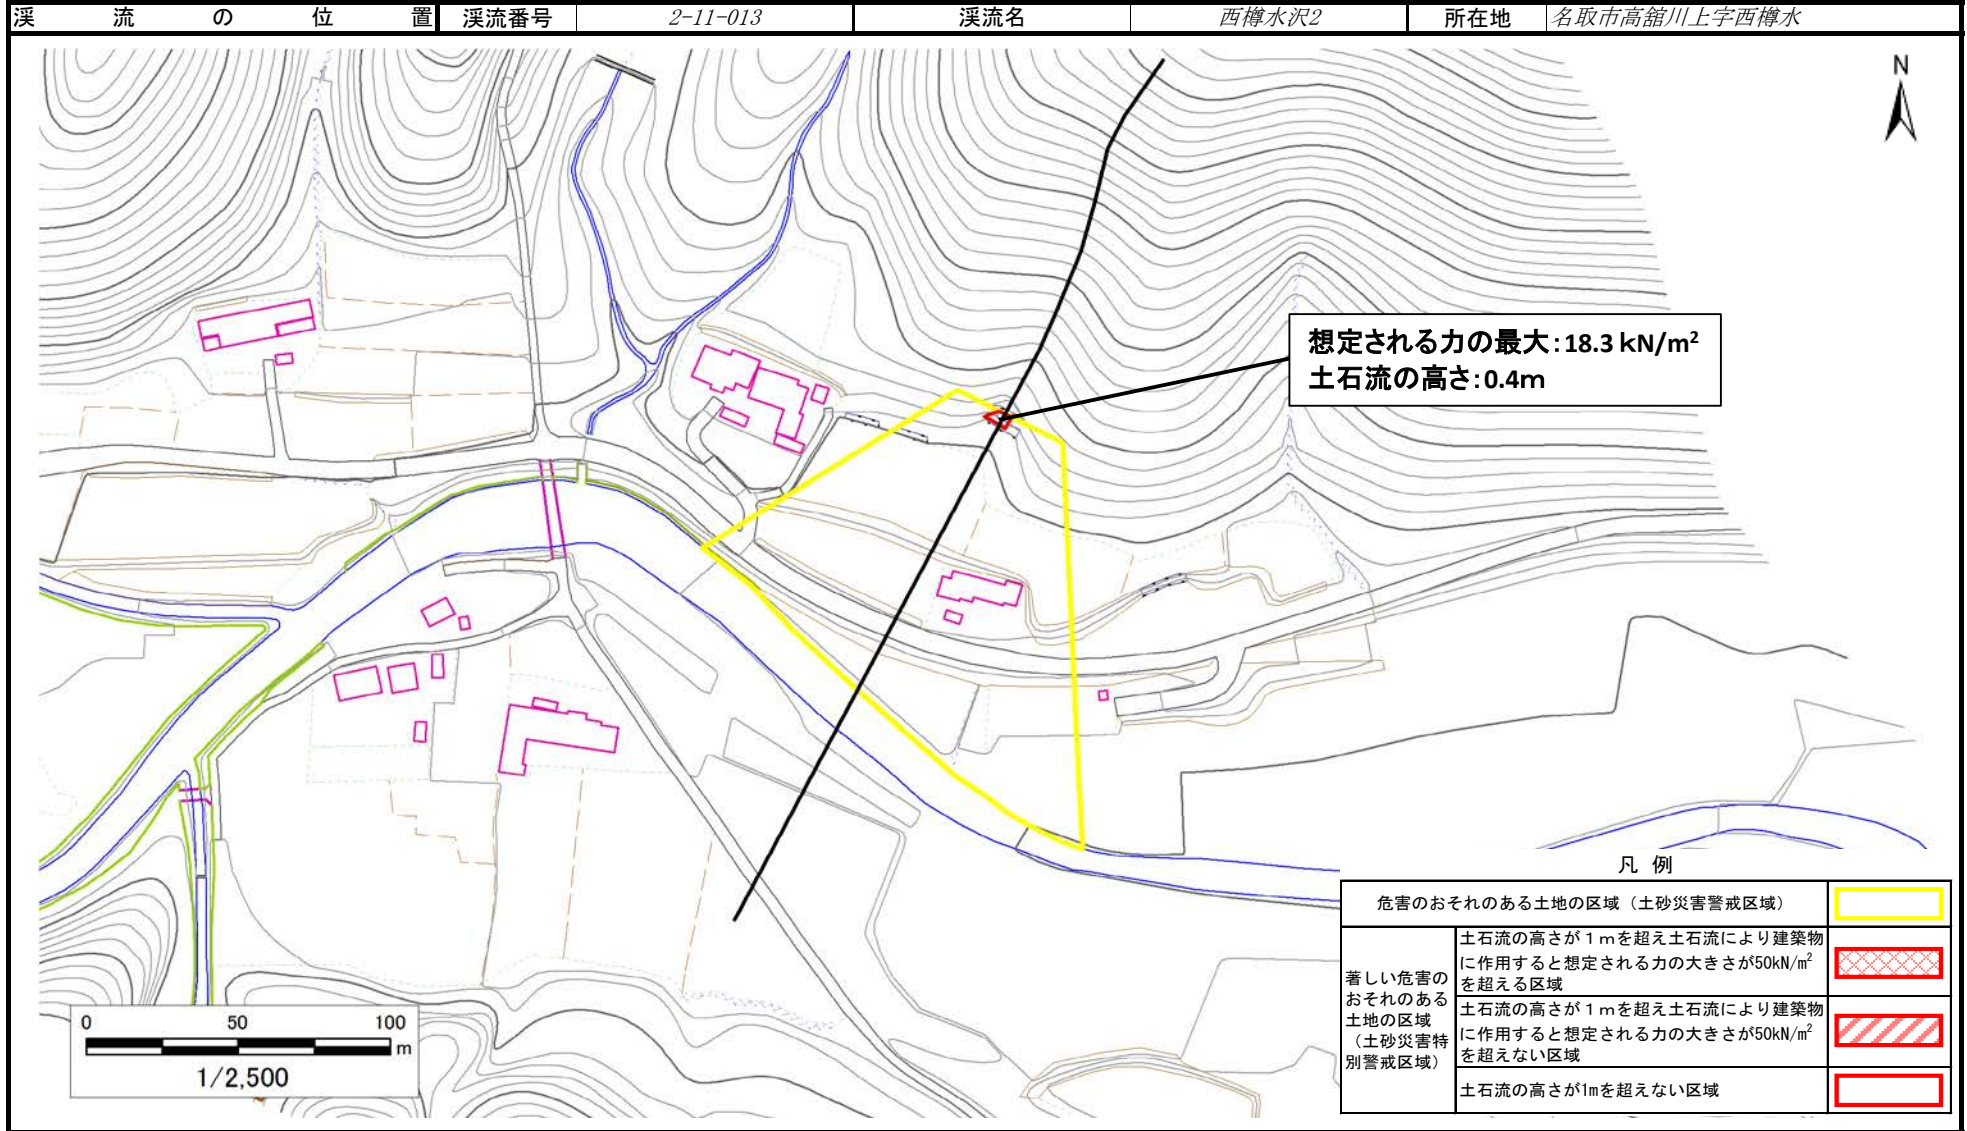 渓流の位置 渓流番号 2-11-013 渓流名 西樽水沢2 所在地 名取市高舘川上字西樽水
N
想定される力の最大:18.3 kN/m²
土石流の高さ:0.4m
凡 例
危害のおそれのある土地の区域（土砂災害警戒区域）
著しい危害の
おそれのある
土地の区域
（土砂災害特
別警戒区域）
土石流の高さが１ｍを超え土石流により建築物
に作用すると想定される力の大きさが50kN/㎡
を超える区域
土石流の高さが１ｍを超え土石流により建築物
に作用すると想定される力の大きさが50kN/㎡
を超えない区域
土石流の高さが1mを超えない区域
0 50 100
m
1/2,500